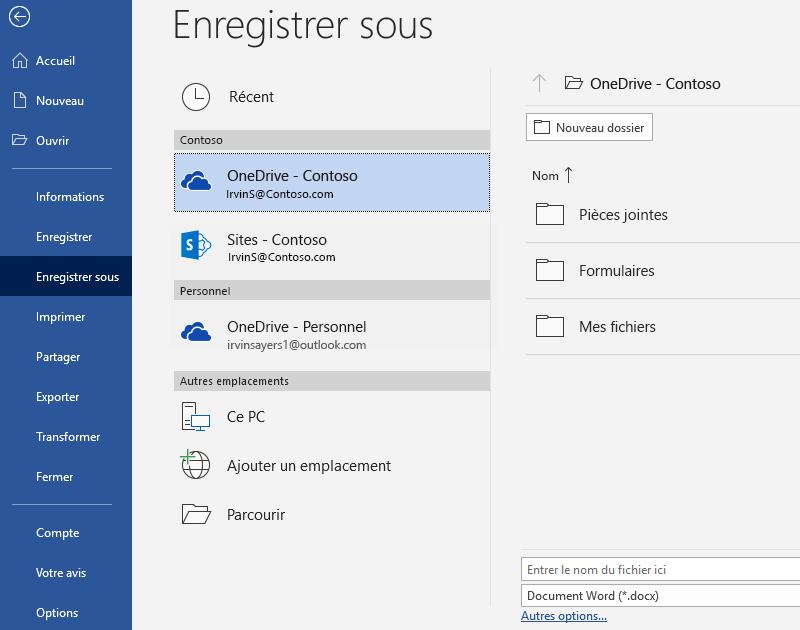 Enregistrer sous
Accueil
Nouveau
Ouvrir
Informations
Enregistrer
Enregistrer sous
Imprimer
Partager
Exporter
Transformer
Fermer
Compte
Votre avis
Options
Récent
Contoso
OneDrive - Contoso
IrvinS@Contoso.com
S
Sites - Contoso
IrvinS@Contoso.com
Personnel
OneDrive - Personnel
irvinsayers1@outlook.com
Autres emplacements
Ce PC
Ajouter un emplacement
Parcourir
OneDrive - Contoso
Nouveau dossier
Nom
Pièces jointes
Formulaires
Mes fichiers
Entrer le nom du fichier ici
Document Word (*.docx)
Autres options...